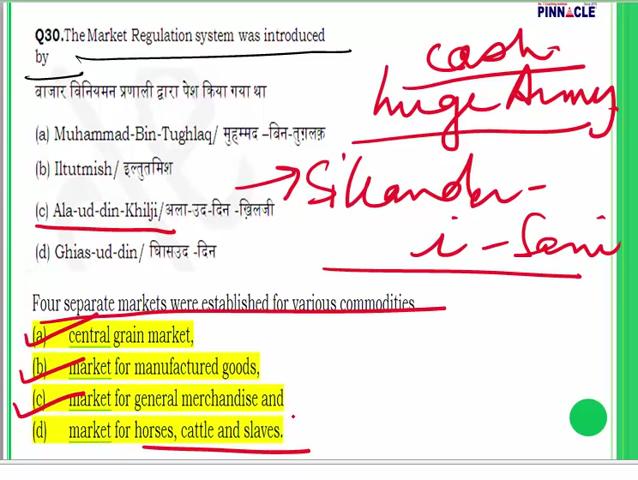 PINNACLE
Q30.The Market Regulation system was introduced
by
बाजार विनियमन प्रणाली द्वारा पेश किया गया था
(a) Muhammad-Bin-Tughlaq/ मुहम्मद –बिन-तुग़लक़
(b) Iltutmish/ इल्तुतमिश
(c) Ala-ud-din-Khilji/अला-उद-दिन -खिलजी
(d) Ghias-ud-din/ घिासउद -दिन
cash
huge Army
Sikander -
i - Sani
Four separate markets were established for various commodities
(a) central grain market,
(b) market for manufactured goods,
(c) market for general merchandise and
(d) market for horses, cattle and slaves.